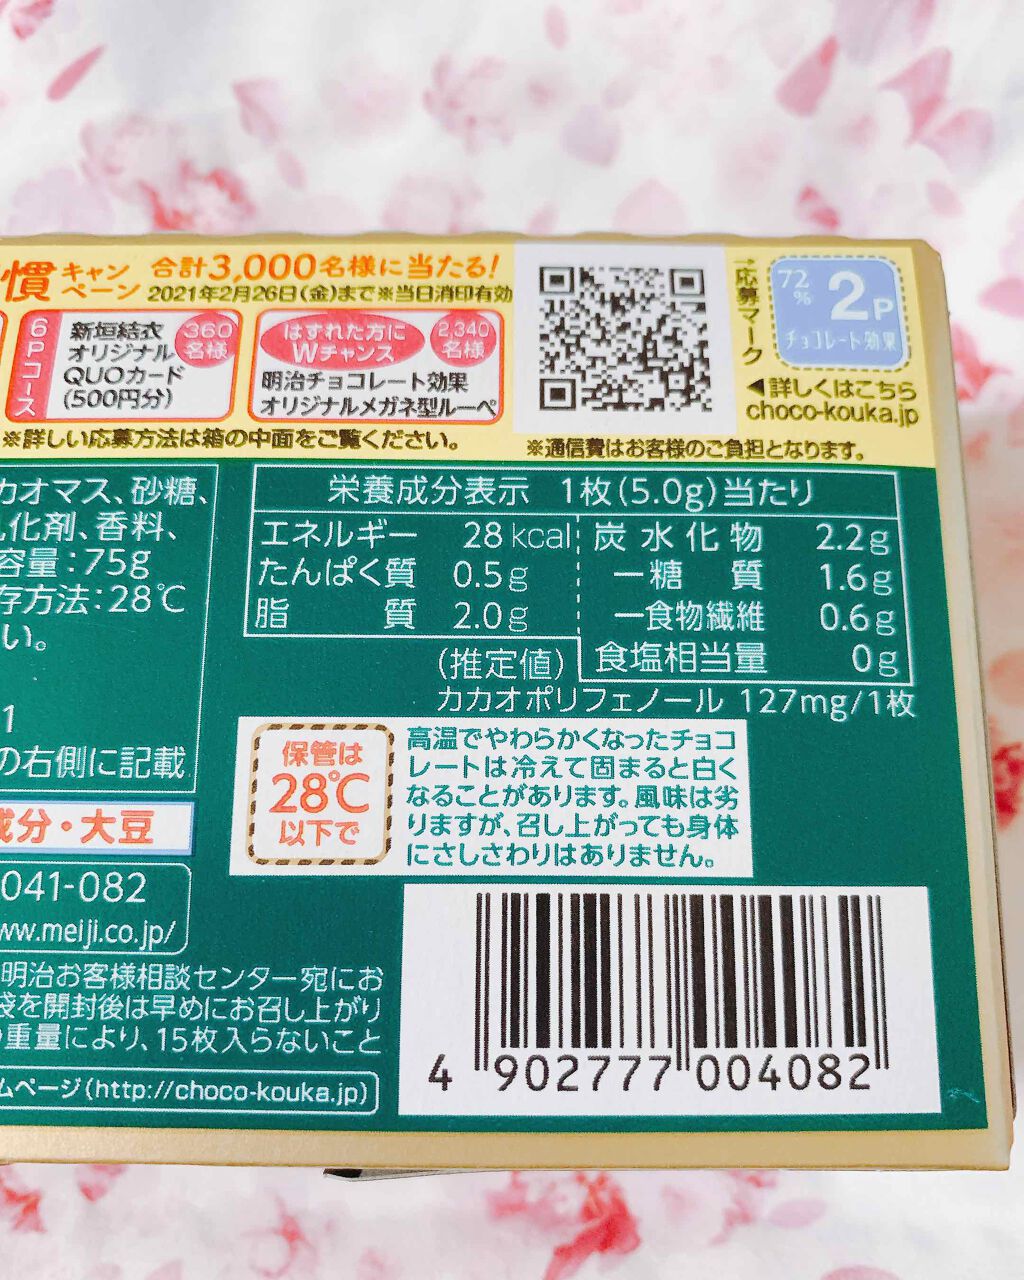 慣 キャンペーン 合計3,000名様に当たる!
2021年2月26日(金)まで※当日消印有効
6Pコース
新垣結衣
オリジナル
QUOカード
(500円分)
360
名様
はずれた方に
Wチャンス
2,340
名様
明治チョコレート効果
オリジナルメガネ型ルーペ
※詳しい応募方法は箱の中面をご覧ください。
応募マーク
72
%
2P
チョコレート効果
◀詳しくはこちら
choco-kouka.jp
※通信費はお客様のご負担となります。
カオマス、砂糖、
化剤、香料、
容量:75g
存方法:28℃
い。
1
の右側に記載
成分・大豆
041-082
ww.meiji.co.jp/
明治お客様相談センター宛にお
袋を開封後は早めにお召し上がり
重量により、15枚入らないこと
ムページ(http://choco-kouka.jp)
栄養成分表示 1枚(5.0g)当たり
エネルギー 28kcal
たんぱく質 0.5g
脂質 2.0g
炭水化物 2.2g
ー糖質 1.6g
ー食物繊維 0.6g
食塩相当量 0g
(推定値)
カカオポリフェノール 127mg/1枚
保管は
28℃
以下で
高温でやわらかくなったチョコ
レートは冷えて固まると白く
なることがあります。風味は劣
りますが、召し上がっても身体
にさしさわりはありません。
4 902777 004082